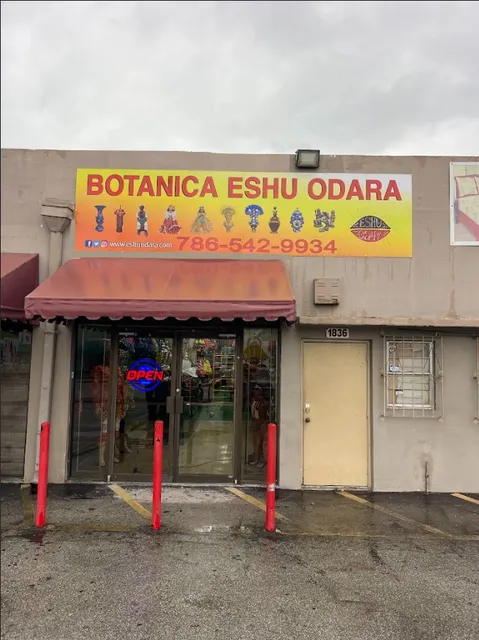 BOTANICA ESHU ODARA
ESHU
www.eshuodara.com
786-542-9934
1836
OPEN